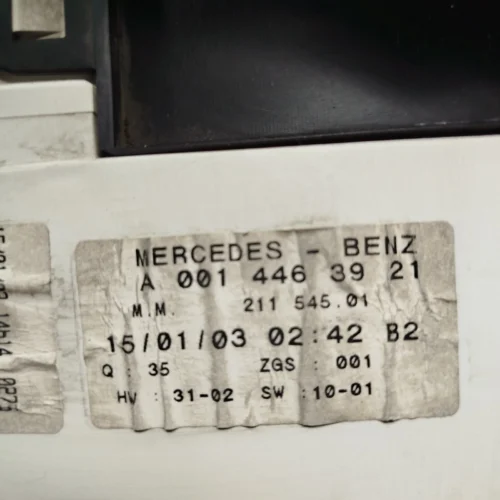 MERCEDES - BENZ
A 001 446 39 21
M.M. 211 545.01
15/01/03 02:42 B2
Q : 35 ZGS : 001
HV : 31-02 SW :10-01